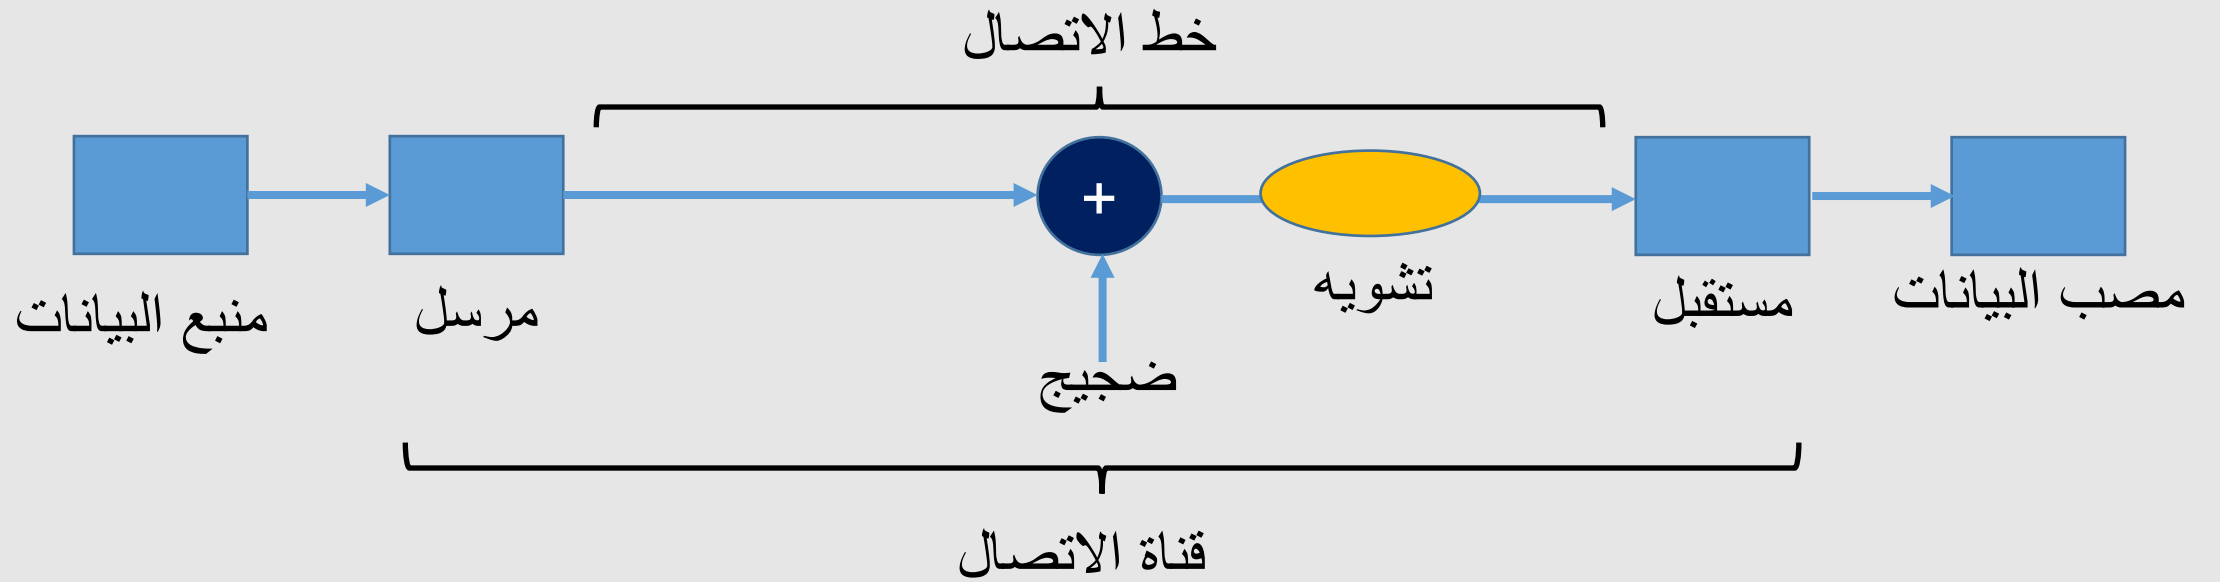 خط الاتصال
+
منبع البيانات
مرسل
تشويه
مستقبل
مصب البيانات
ضجيج
قناة الاتصال